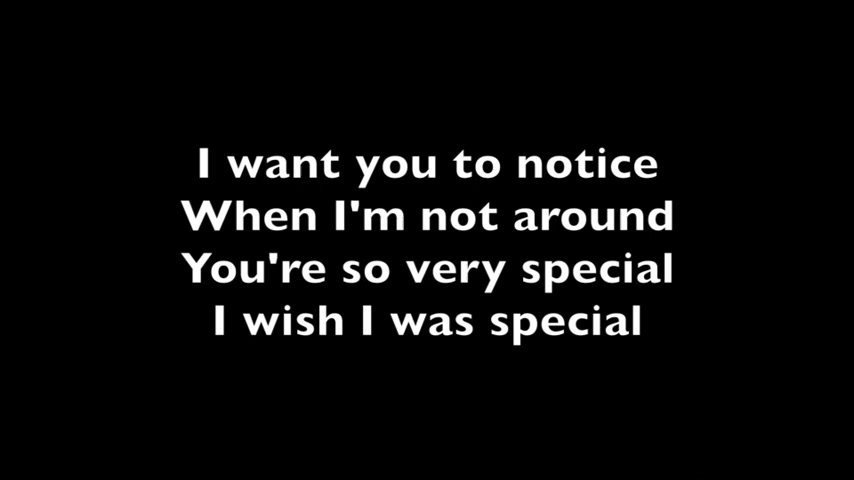 I want you to notice
When I'm not around
You're so very special
I wish I was special